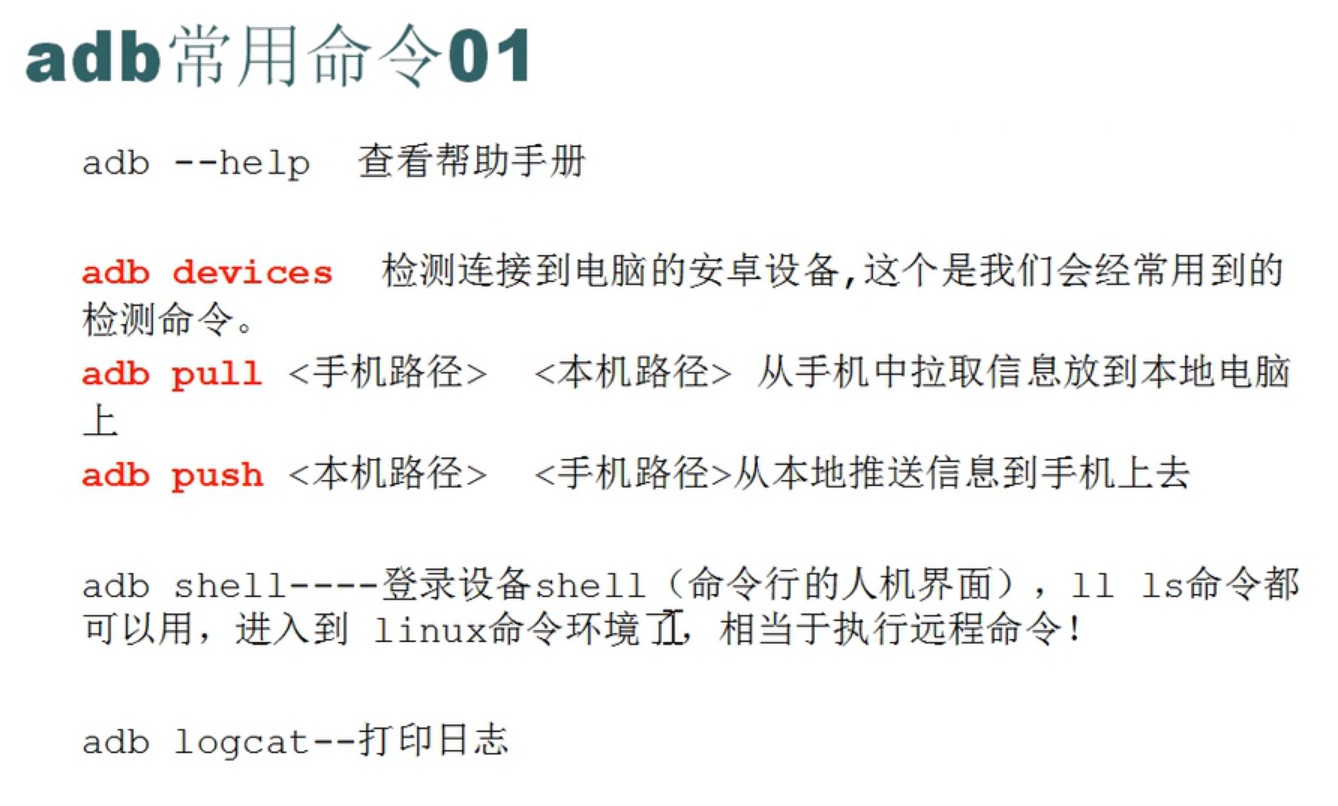 adb常用命令01
adb --help  查看帮助手册
adb devices  检测连接到电脑的安卓设备,这个是我们会经常用到的
检测命令。
adb pull <手机路径>  <本机路径> 从手机中拉取信息放到本地电脑
上
adb push <本机路径>  <手机路径>从本地推送信息到手机上去
adb shell----登录设备shell（命令行的人机界面），ll ls命令都
可以用，进入到 linux命令环境了，相当于执行远程命令!
adb logcat--打印日志